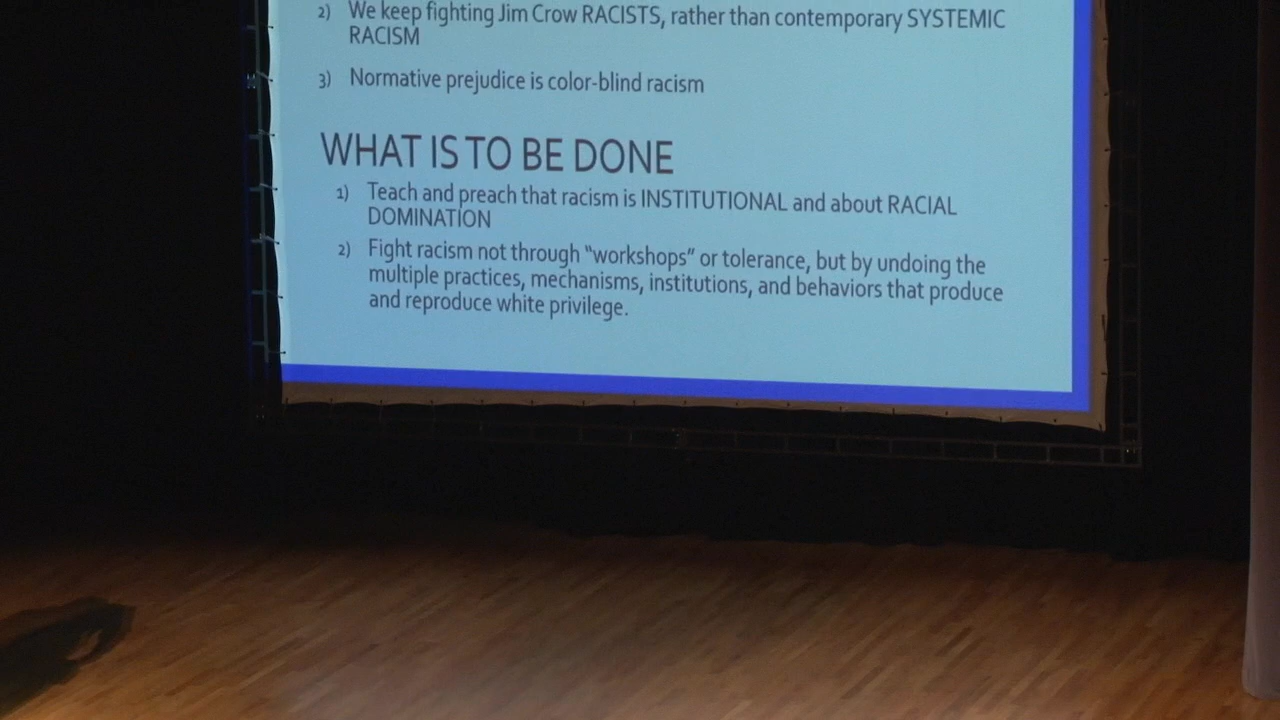 2) We keep fighting Jim Crow RACISTS, rather than contemporary SYSTEMIC
RACISM
3) Normative prejudice is color-blind racism
WHAT IS TO BE DONE
1) Teach and preach that racism is INSTITUTIONAL and about RACIAL
DOMINATION
2) Fight racism not through "workshops" or tolerance, but by undoing the
multiple practices, mechanisms, institutions, and behaviors that produce
and reproduce white privilege.